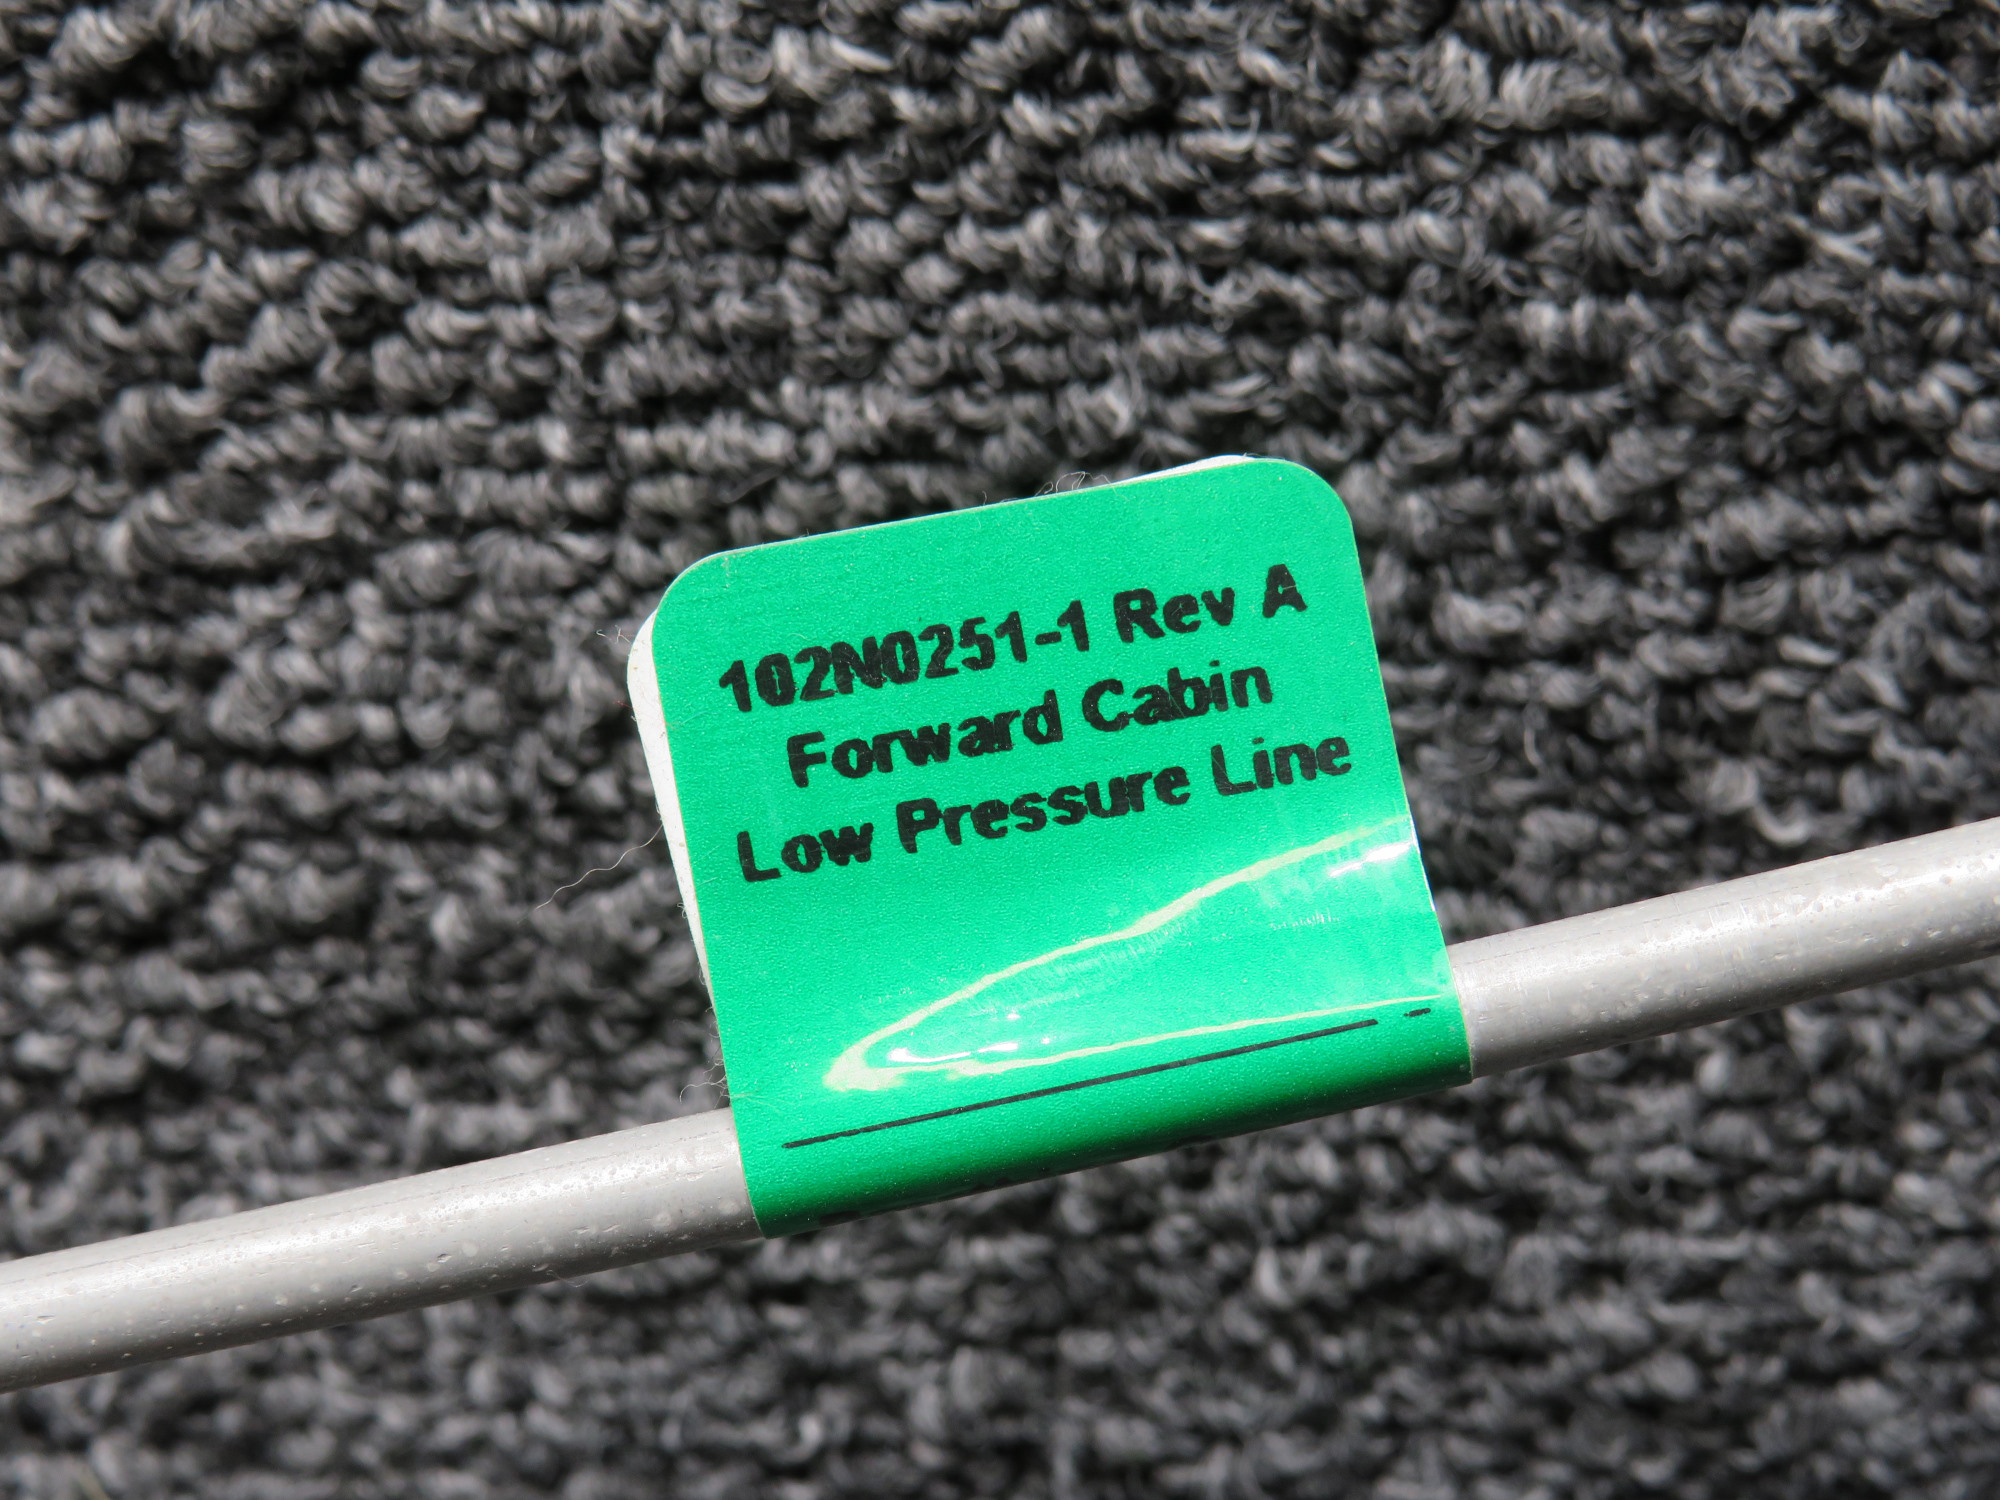 102N0251-1 Rev A
Forward Cabin
Low Pressure Line